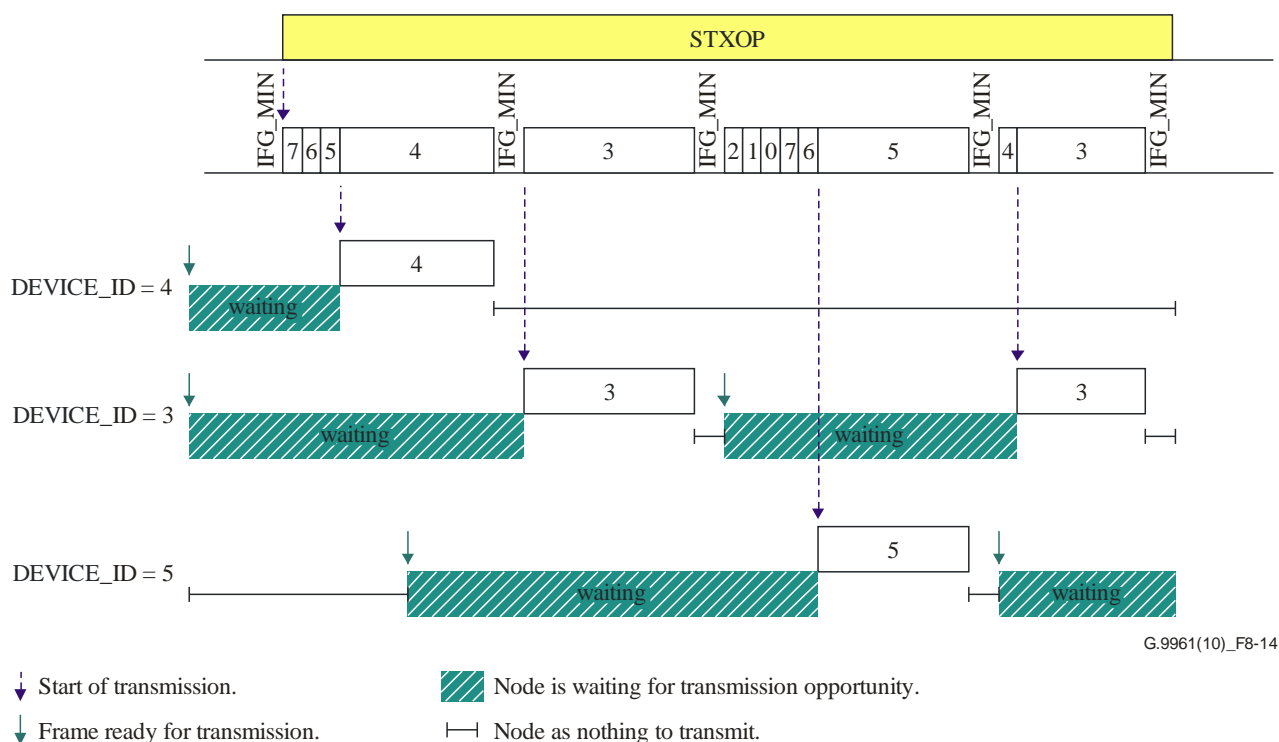 STXOP
IFG_MIN IFG_MIN IFG_MIN IFG_MIN IFG_MIN
7 6 5 4 3 2 1 0 7 6 5 4 3
DEVICE_ID = 4 waiting 4
DEVICE_ID = 3 waiting 3 waiting 3
DEVICE_ID = 5 waiting 5 waiting
G.9961(10)_F8-14
Start of transmission. Node is waiting for transmission opportunity.
Frame ready for transmission. Node as nothing to transmit.